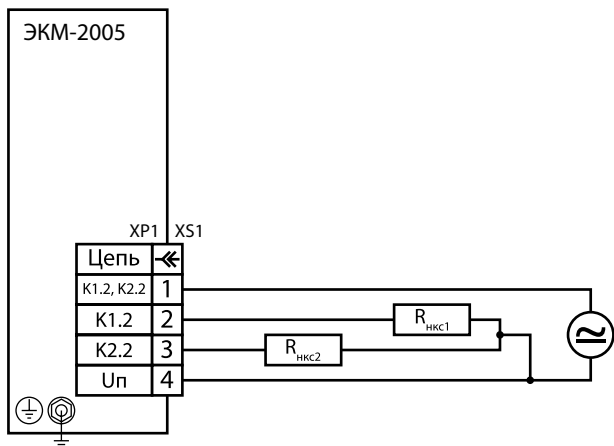 ЭКМ-2005
XP1 XS1
Цепь
K1.2, K2.2 1
K1.2 2
K2.2 3
Uп 4
Rнкс1
Rнкс2